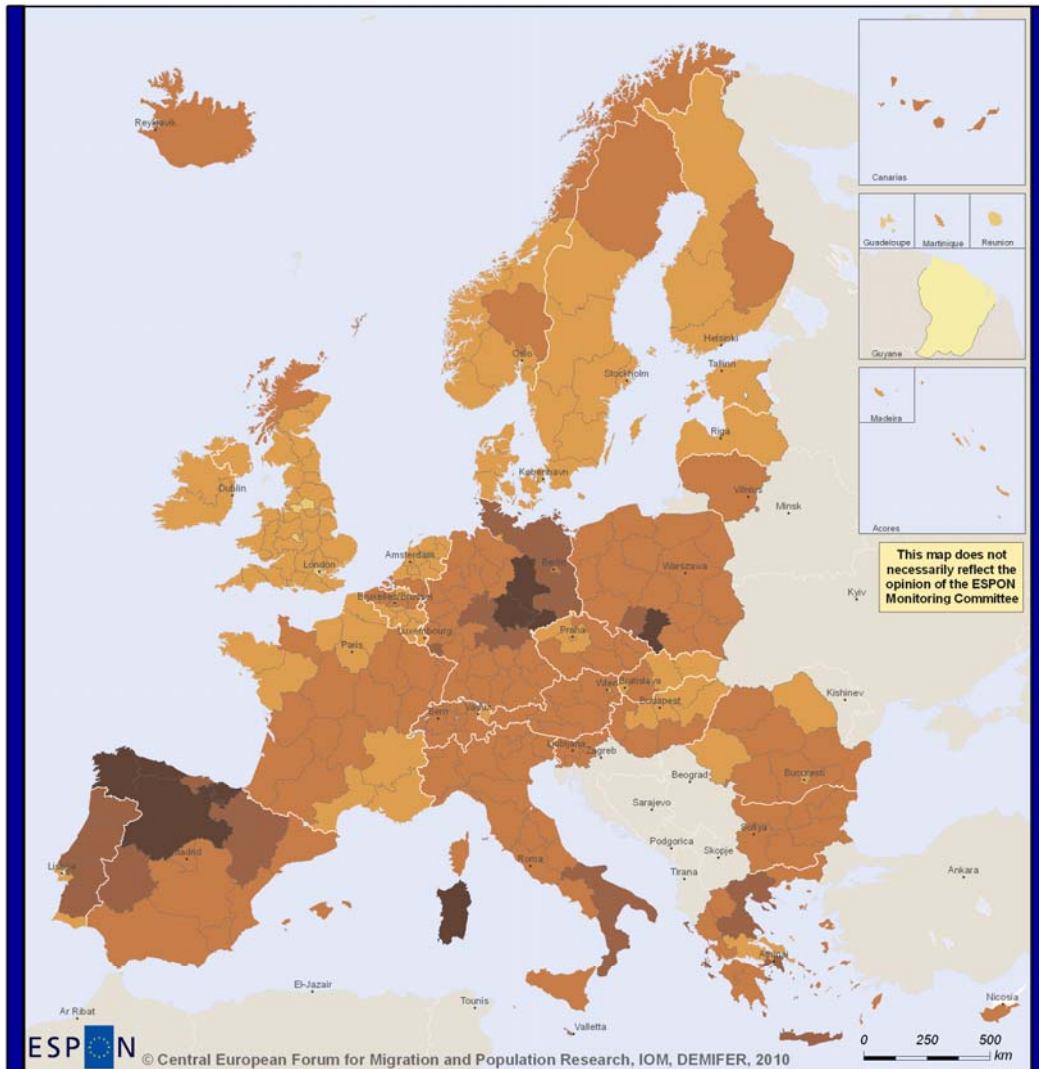 Reykjavik
Canarias
Guadeloupe
Martinique
Réunion
Guyane
Madeira
Acores
This map does not
necessarily reflect the
opinion of the ESPON
Monitoring Committee
Helsinki
Oslo
Tallinn
Stockholm
Riga
København
Dublin
Vilnius
Minsk
London
Amsterdam
Berlin
Warszawa
Kyiv
Luxembourg
Paris
Praha
Wien
Bratislava
Kishinev
Bern
Vaduz
Budapest
Ljubljana
Zagreb
Beograd
Bucuresti
Sarajevo
Podgorica
Sofiya
Skopje
Madrid
Roma
Tirana
Ankara
Lisboa
El-Jazair
Tounis
Nicosia
Ar Ribat
Valletta
ESPON
© Central European Forum for Migration and Population Research, IOM, DEMIFER, 2010
0 250 500
km